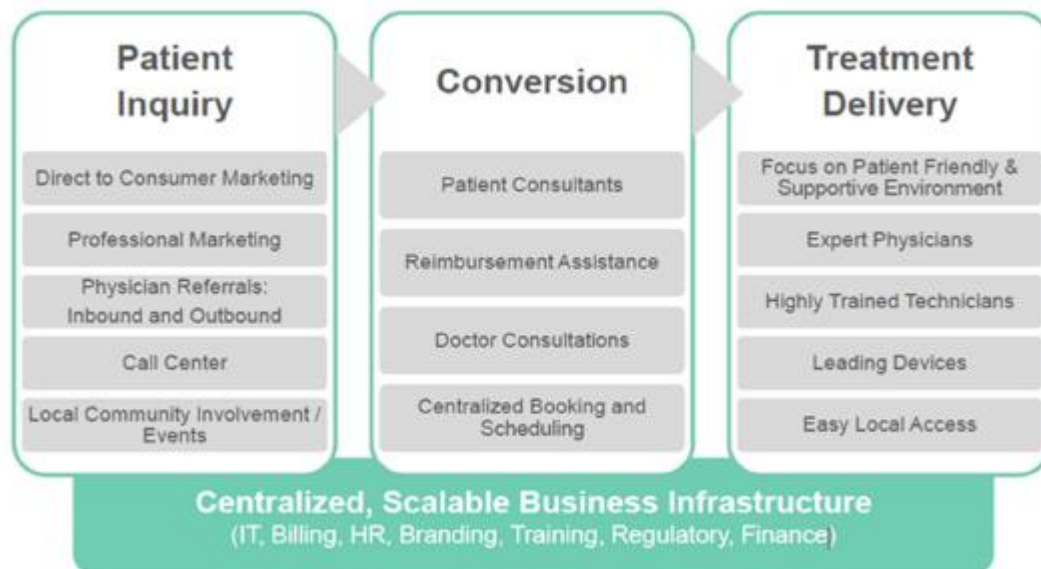 Patient
Inquiry
Direct to Consumer Marketing
Professional Marketing
Physician Referrals:
Inbound and Outbound
Call Center
Local Community Involvement /
Events
Conversion
Patient Consultants
Reimbursement Assistance
Doctor Consultations
Centralized Booking and
Scheduling
Treatment
Delivery
Focus on Patient Friendly &
Supportive Environment
Expert Physicians
Highly Trained Technicians
Leading Devices
Easy Local Access
Centralized, Scalable Business Infrastructure
(IT, Billing, HR, Branding, Training, Regulatory, Finance)